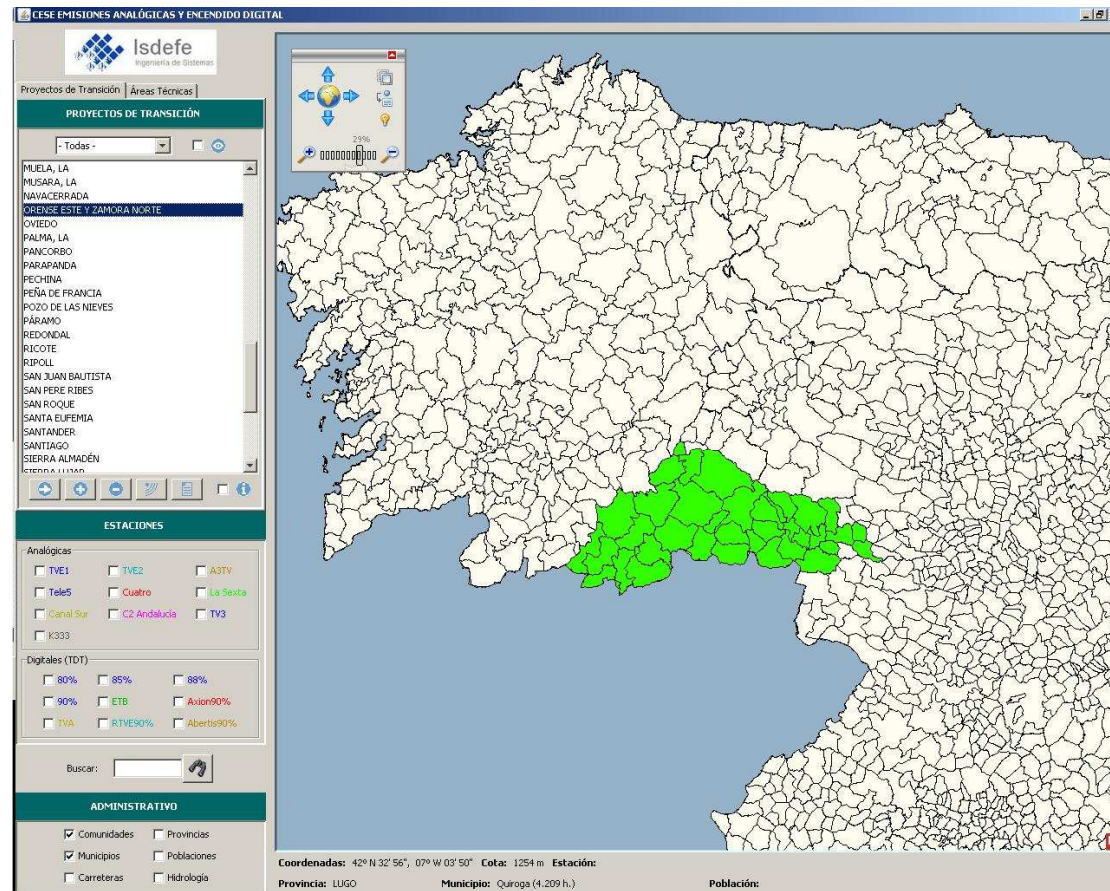 CESE EMISIONES ANALÓGICAS Y ENCENDIDO DIGITAL
Isdefe
Ingeniería de Sistemas
Proyectos de Transición Áreas Técnicas
PROYECTOS DE TRANSICIÓN
- Todas -
29%
MUELA, LA
MUSARA, LA
NAVACERRADA
ORENSE ESTE Y ZAMORA NORTE
OVIEDO
PALMA, LA
PANCORBO
PARAPANDA
PECHINA
PEÑA DE FRANCIA
POZO DE LAS NIEVES
PÁRAMO
REDONDAL
RICOTE
RIPOLL
SAN JUAN BAUTISTA
SAN PERE RIBES
SAN ROQUE
SANTA EUFEMIA
SANTANDER
SANTIAGO
SIERRA ALMADÉN
SIERRA LUJAR
ESTACIONES
Analógicas
TVE1 TVE2 A3TV
Tele5 Cuatro La Sexta
Canal Sur C2 Andalucía TV3
K333
Digitales (TDT)
80% 85% 88%
90% ETB Axion90%
TVA RTVE90% Abertis90%
Buscar:
ADMINISTRATIVO
Comunidades Provincias
Municipios Poblaciones
Carreteras Hidrología
Coordenadas: 42º N 32' 56", 07º W 03' 50" Cota: 1254 m Estación:
Provincia: LUGO Municipio: Quiroga (4.209 h.) Población: